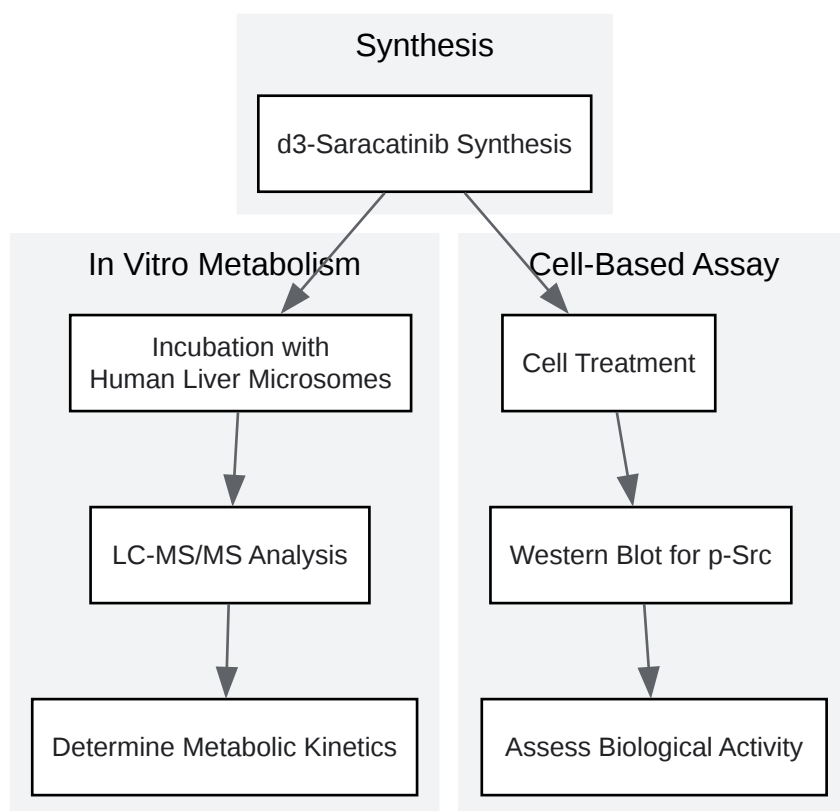 Synthesis
d3-Saracatinib Synthesis
In Vitro Metabolism
Incubation with
Human Liver Microsomes
LC-MS/MS Analysis
Determine Metabolic Kinetics
Cell-Based Assay
Cell Treatment
Western Blot for p-Src
Assess Biological Activity